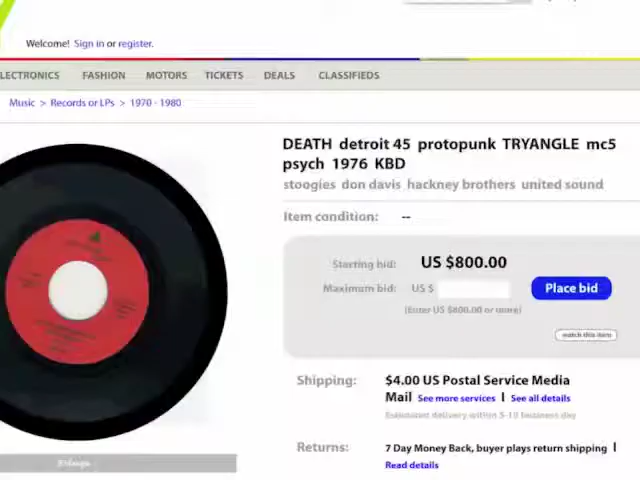 Welcome! Sign in or register.
LECTRONICS FASHION MOTORS TICKETS DEALS CLASSIFIEDS
Music > Records or LPs > 1970 - 1980
DEATH detroit 45 protopunk TRYANGLE mc5
psych 1976 KBD
stoogies don davis hackney brothers united sound
Item condition: --
Starting bid: US $800.00
Maximum bid: US $ Place bid
(Enter US $800.00 or more)
watch this item
Shipping: $4.00 US Postal Service Media
Mail See more services | See all details
Estimated delivery within 5-10 business day
Returns: 7 Day Money Back, buyer plays return shipping |
Read details
Enlarge